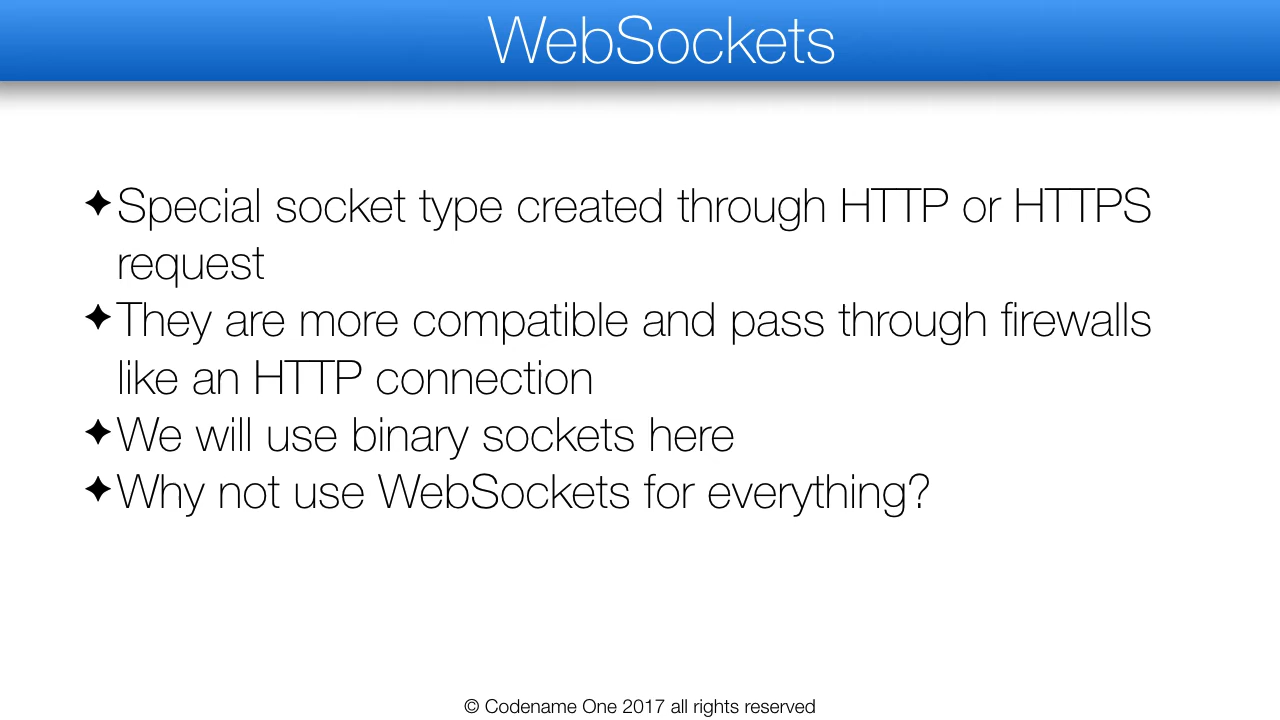 WebSockets
✦Special socket type created through HTTP or HTTPS
request
✦They are more compatible and pass through firewalls
like an HTTP connection
✦We will use binary sockets here
✦Why not use WebSockets for everything?
© Codename One 2017 all rights reserved